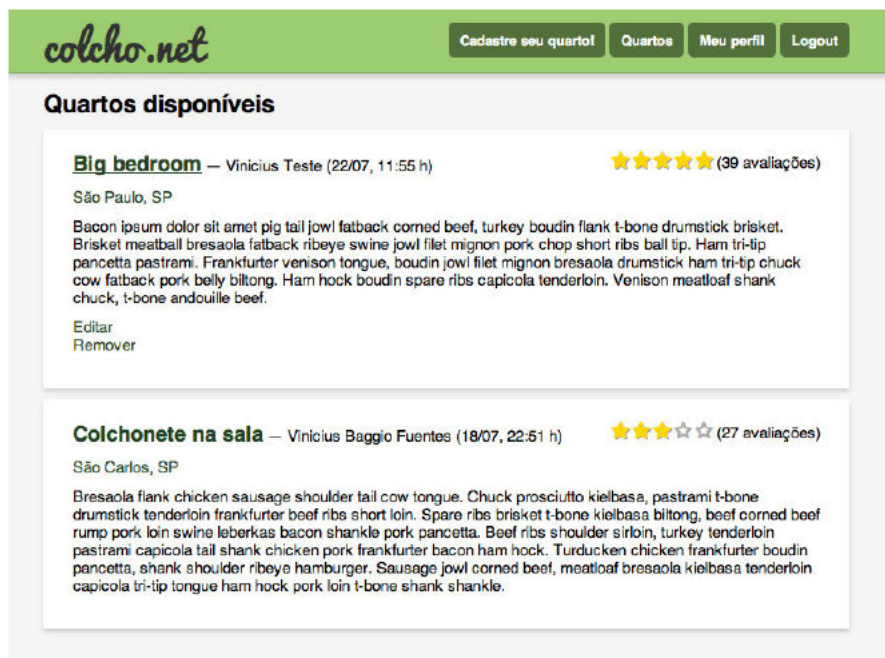 colcho.net
Cadastre seu quarto!
Quartos
Meu perfil
Logout
Quartos disponíveis
Big bedroom — Vinicius Teste (22/07, 11:55 h)
(39 avaliações)
São Paulo, SP
Bacon ipsum dolor sit amet pig tail jowl fatback corned beef, turkey boudin flank t-bone drumstick brisket.
Brisket meatball bresaola fatback ribeye swine jowl filet mignon pork chop short ribs ball tip. Ham tri-tip
pancetta pastrami. Frankfurter venison tongue, boudin jowl filet mignon bresaola drumstick ham tri-tip chuck
cow fatback pork belly biltong. Ham hock boudin spare ribs capicola tenderloin. Venison meatloaf shank
chuck, t-bone andouille beef.
Editar
Remover
Colchonete na sala — Vinicius Baggio Fuentes (18/07, 22:51 h)
(27 avaliações)
São Carlos, SP
Bresaola flank chicken sausage shoulder tail cow tongue. Chuck prosciutto kielbasa, pastrami t-bone
drumstick tenderloin frankfurter beef ribs short loin. Spare ribs brisket t-bone kielbasa biltong, beef corned beef
rump pork loin swine leberkas bacon shankle pork pancetta. Beef ribs shoulder sirloin, turkey tenderloin
pastrami capicola tail shank chicken pork frankfurter bacon ham hock. Turducken chicken frankfurter boudin
pancetta, shank shoulder ribeye hamburger. Sausage jowl corned beef, meatloaf bresaola kielbasa tenderloin
capicola tri-tip tongue ham hock pork loin t-bone shank shankle.